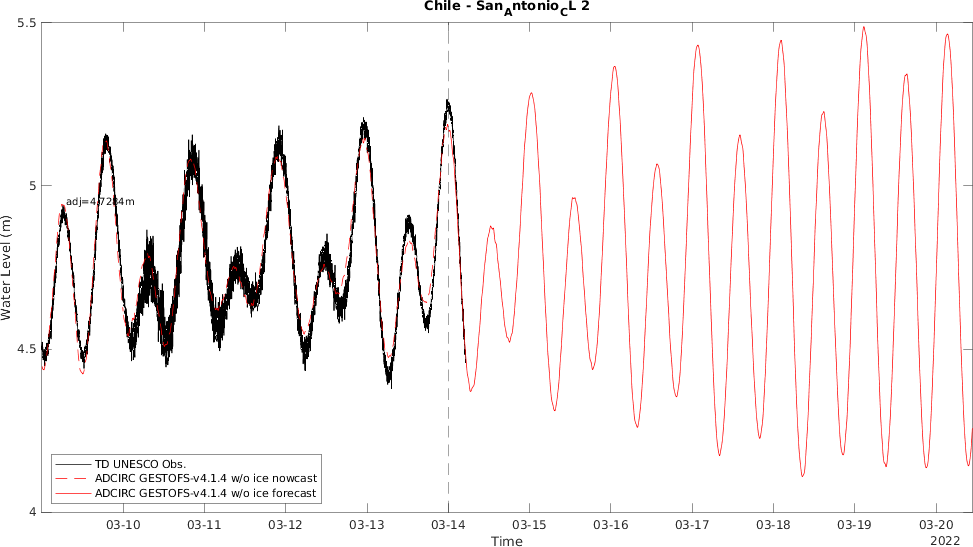 Chile - SanAntonioCL 2
5.5
5
4.5
4
Water Level (m)
adj=4.7284m
TD UNESCO Obs.
ADCIRC GESTOFS-v4.1.4 w/o ice nowcast
ADCIRC GESTOFS-v4.1.4 w/o ice forecast
03-10 03-11 03-12 03-13 03-14 03-15 03-16 03-17 03-18 03-19 03-20
Time
2022